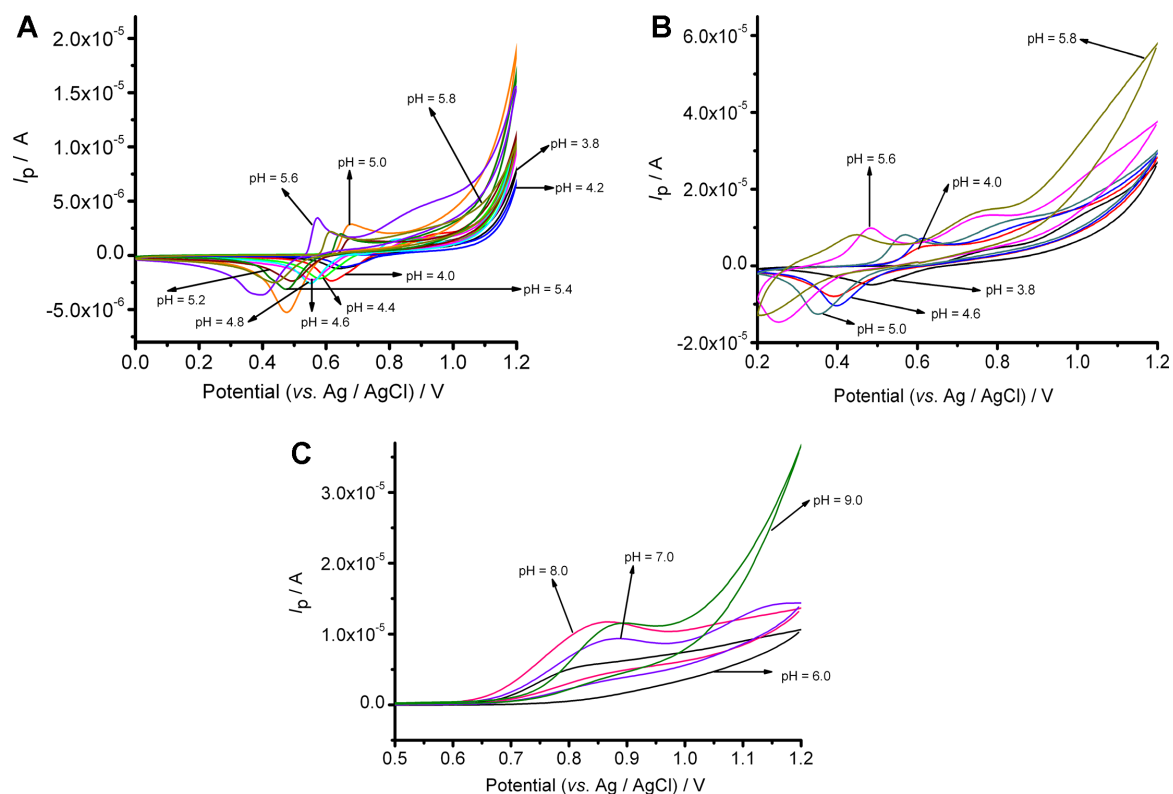 A
2.0x10-5
1.5x10-5
1.0x10-5
5.0x10-6
0.0
-5.0x10-6
Ip / A
pH = 5.8
pH = 3.8
pH = 5.0
pH = 5.6
pH = 4.2
pH = 4.0
pH = 5.4
pH = 5.2
pH = 4.4
pH = 4.8
pH = 4.6
0.0 0.2 0.4 0.6 0.8 1.0 1.2
Potential (vs. Ag / AgCl) / V
B
6.0x10-5
4.0x10-5
2.0x10-5
0.0
-2.0x10-5
Ip / A
pH = 5.8
pH = 5.6
pH = 4.0
pH = 3.8
pH = 4.6
pH = 5.0
0.2 0.4 0.6 0.8 1.0 1.2
Potential (vs. Ag / AgCl) / V
C
3.0x10-5
2.0x10-5
1.0x10-5
0.0
Ip / A
pH = 9.0
pH = 7.0
pH = 8.0
pH = 6.0
0.5 0.6 0.7 0.8 0.9 1.0 1.1 1.2
Potential (vs. Ag / AgCl) / V